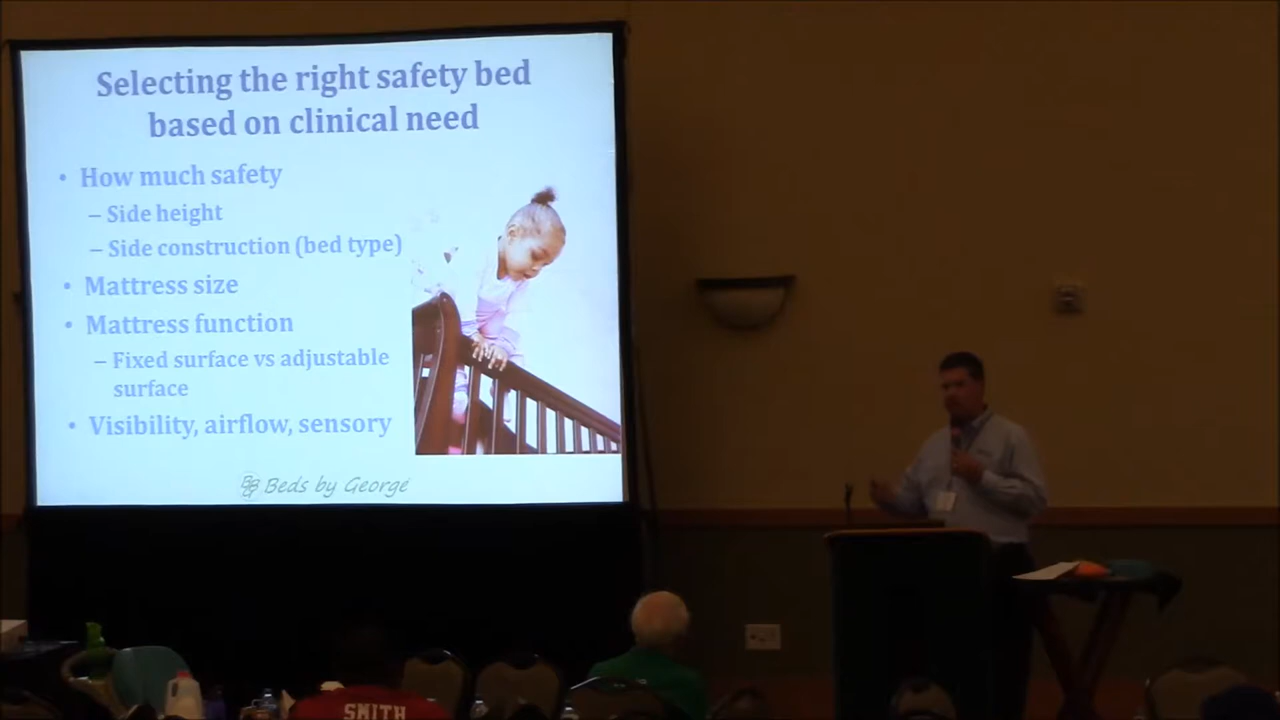 Selecting the right safety bed
based on clinical need
• How much safety
– Side height
– Side construction (bed type)
• Mattress size
• Mattress function
– Fixed surface vs adjustable
surface
• Visibility, airflow, sensory
Beds by George
SMITH